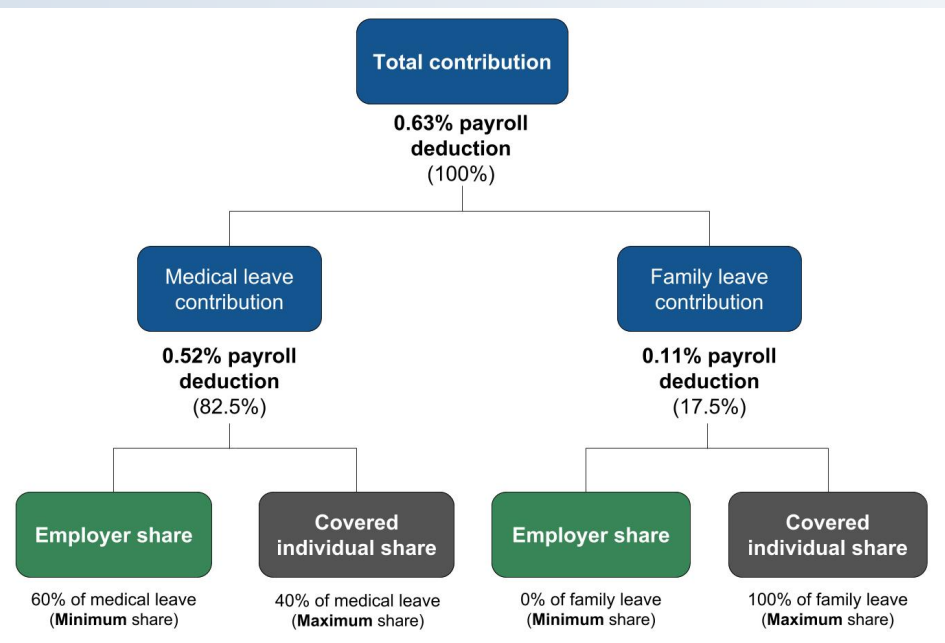 Total contribution
0.63% payroll
deduction
(100%)
Medical leave
contribution
0.52% payroll
deduction
(82.5%)
Family leave
contribution
0.11% payroll
deduction
(17.5%)
Employer share
60% of medical leave
(Minimum share)
Covered
individual share
40% of medical leave
(Maximum share)
Employer share
0% of family leave
(Minimum share)
Covered
individual share
100% of family leave
(Maximum share)